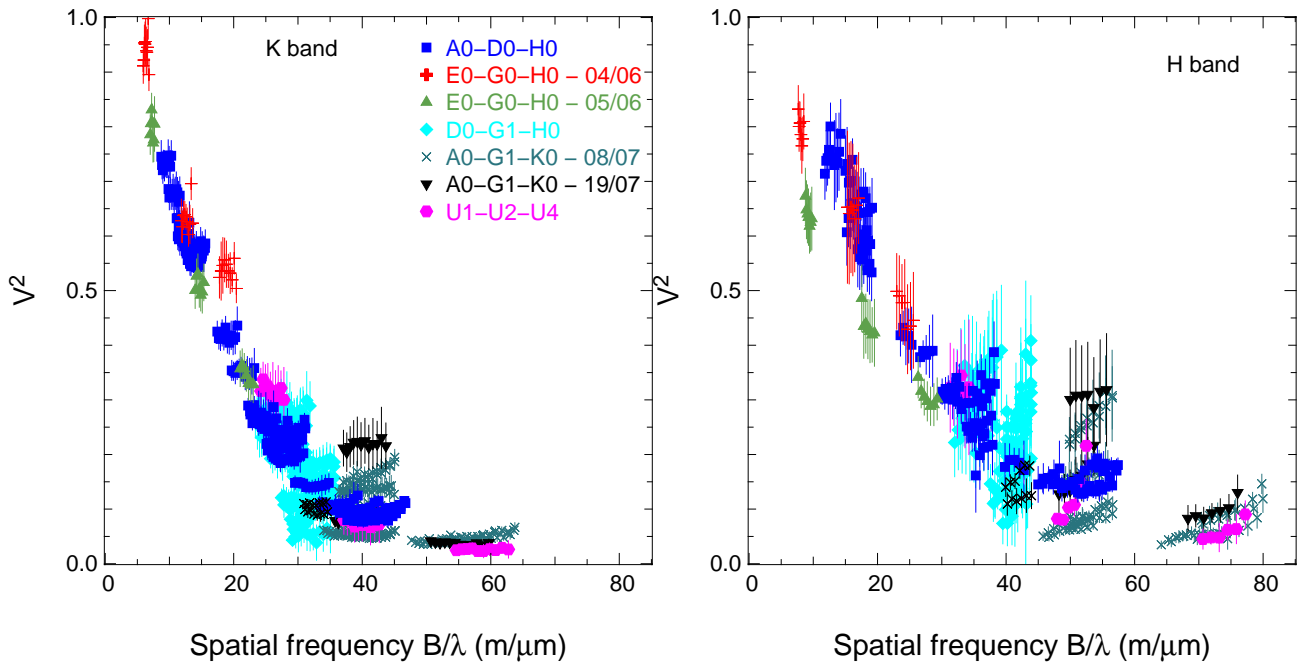 K band
A0–D0–H0
E0–G0–H0 – 04/06
E0–G0–H0 – 05/06
D0–G1–H0
A0–G1–K0 – 08/07
A0–G1–K0 – 19/07
U1–U2–U4
1.0
0.5
0.0
V²
0 20 40 60 80
Spatial frequency B/λ (m/μm)
H band
1.0
0.5
0.0
V²
0 20 40 60 80
Spatial frequency B/λ (m/μm)